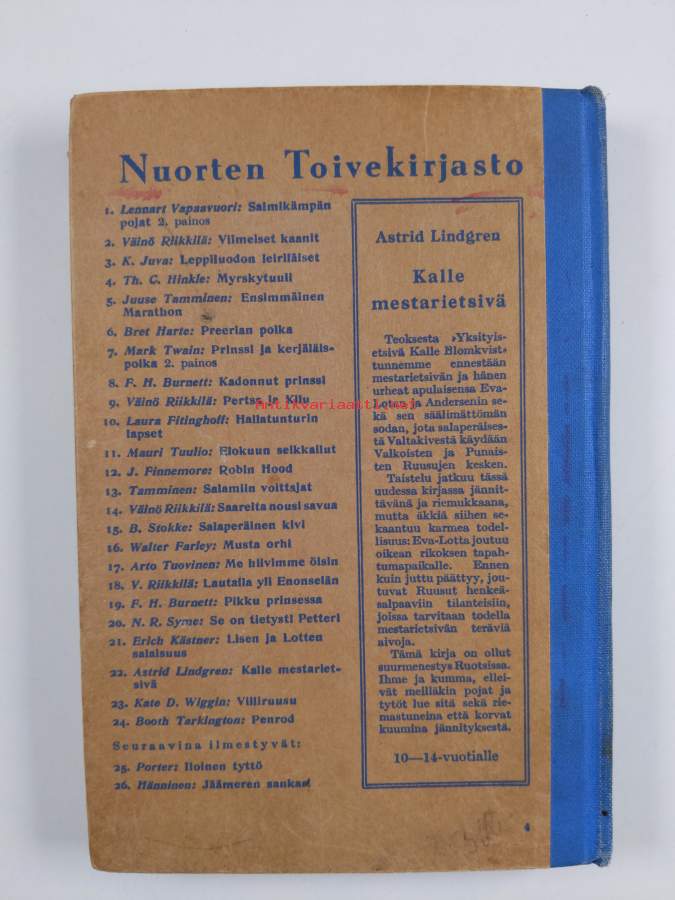 Nuorten Toivekirjasto
1. Lennart Vapaavuori: Salmikämpän
pojat 2. painos
2. Väinö Riikkilä: Viimeiset kaanit
3. K. Juva: Leppiluodon leiriläiset
4. Th. C. Hinkle: Myrskytuuli
5. Juuse Tamminen: Ensimmäinen
Marathon
6. Bret Harte: Preerian poika
7. Mark Twain: Prinssi ja kerjäläis-
poika 2. painos
8. F. H. Burnett: Kadonnut prinssi
9. Väinö Riikkilä: Pertsa ja Kilu
10. Laura Fitinghoff: Hallatunturin
lapset
11. Mauri Tuulio: Elokuun seikkailut
12. J. Finnemore: Robin Hood
13. Tamminen: Salamiin voittajat
14. Väinö Riikkilä: Saarelta nousi savua
15. B. Stokke: Salaperäinen kivi
16. Walter Farley: Musta orhi
17. Arto Tuovinen: Me hiivimme öisin
18. V. Riikkilä: Lautalla yli Enonselän
19. F. H. Burnett: Pikku prinsessa
20. N. R. Syme: Se on tietysti Petteri
21. Erich Kästner: Lisen ja Lotten
salaisuus
22. Astrid Lindgren: Kalle mestariet-
sivä
23. Kate D. Wiggin: Villiruusu
24. Booth Tarkington: Penrod
Seuraavina ilmestyvät:
25. Porter: Iloinen tyttö
26. Hänninen: Jäämeren sankari
Astrid Lindgren
Kalle
mestarietsivä
Teoksesta »Yksityis-
etsivä Kalle Blomkvist»
tunnemme ennestään
mestarietsivän ja hänen
urheat apulaisensa Eva-
Lotta ja Andersenin se-
kä sen säälimättömän
sodan, jota salaperäises-
tä Valtakivestä käydään
Valkoisten ja Punais-
ten Ruusujen kesken.
Taistelu jatkuu tässä
uudessa kirjassa jännit-
tävänä ja riemukkaana,
mutta äkkiä siihen se-
kaantuu karmea todel-
lisuus: Eva-Lotta joutuu
oikean rikoksen tapah-
tumapaikalle. Ennen
kuin juttu päättyy, jou-
tuvat Ruusut henkeä-
salpaaviin tilanteisiin,
joissa tarvitaan todella
mestarietsivän teräviä
aivoja.
Tämä kirja on ollut
suurmenestys Ruotsissa.
Ihme ja kumma, ellei-
vät meilläkin pojat ja
tytöt lue sitä sekä rie-
mastuneina että korvat
kuumina jännityksestä.
10—14-vuotialle
4
Antikvariaattikimei